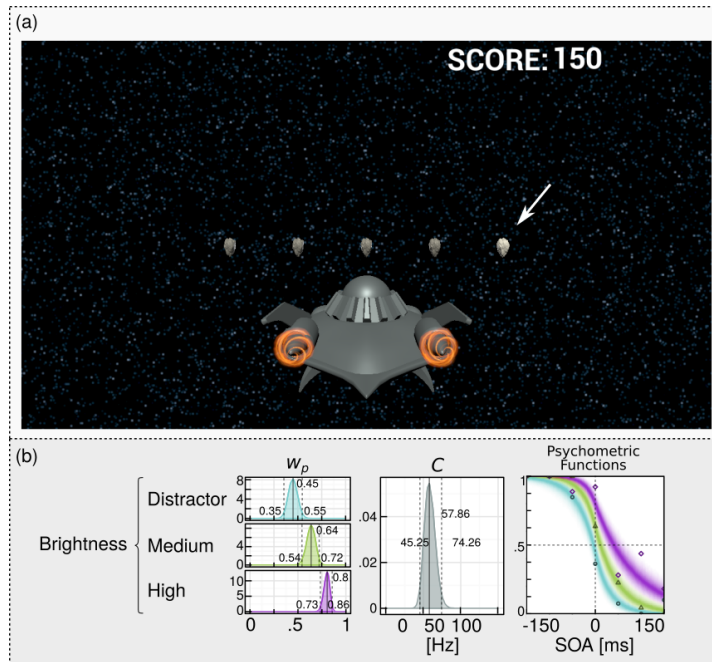 (a)
SCORE: 150
(b)
Brightness
Distractor
Medium
High
w_p
8
4
0
0.45
0.35
0.55
8
4
0
0.64
0.54
0.72
10
5
0
0.8
0.73
0.86
0 .5 1
C
.04
.02
0
57.86
45.25
74.26
0 50 100
[Hz]
Psychometric
Functions
1
.5
0
-150 0 150
SOA [ms]